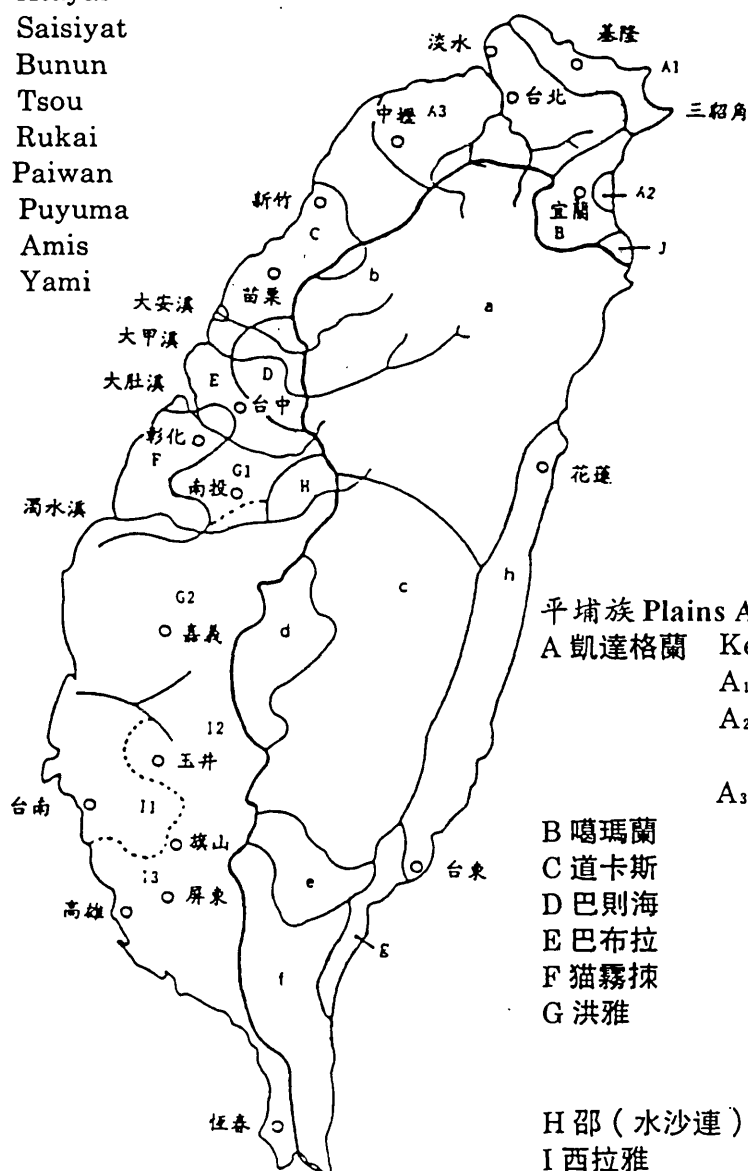 Saisiyat
Bunun
Tsou
Rukai
Paiwan
Puyuma
Amis
Yami
基隆
淡水
A1
台北
三貂角
中壢
A3
新竹
宜蘭
A2
B
J
C
b
苗栗
a
大安溪
大甲溪
大肚溪
D
E
台中
彰化
F
G1
南投
H
花蓮
濁水溪
c
h
G2
d
嘉義
I2
玉井
台南
I1
旗山
I3
屏東
高雄
e
台東
g
f
恆春
平埔族 Plains A
A 凱達格蘭 Ke
A₁
A₂
A₃
B 噶瑪蘭
C 道卡斯
D 巴則海
E 巴布拉
F 猫霧捒
G 洪雅
H 邵（水沙連）
I 西拉雅